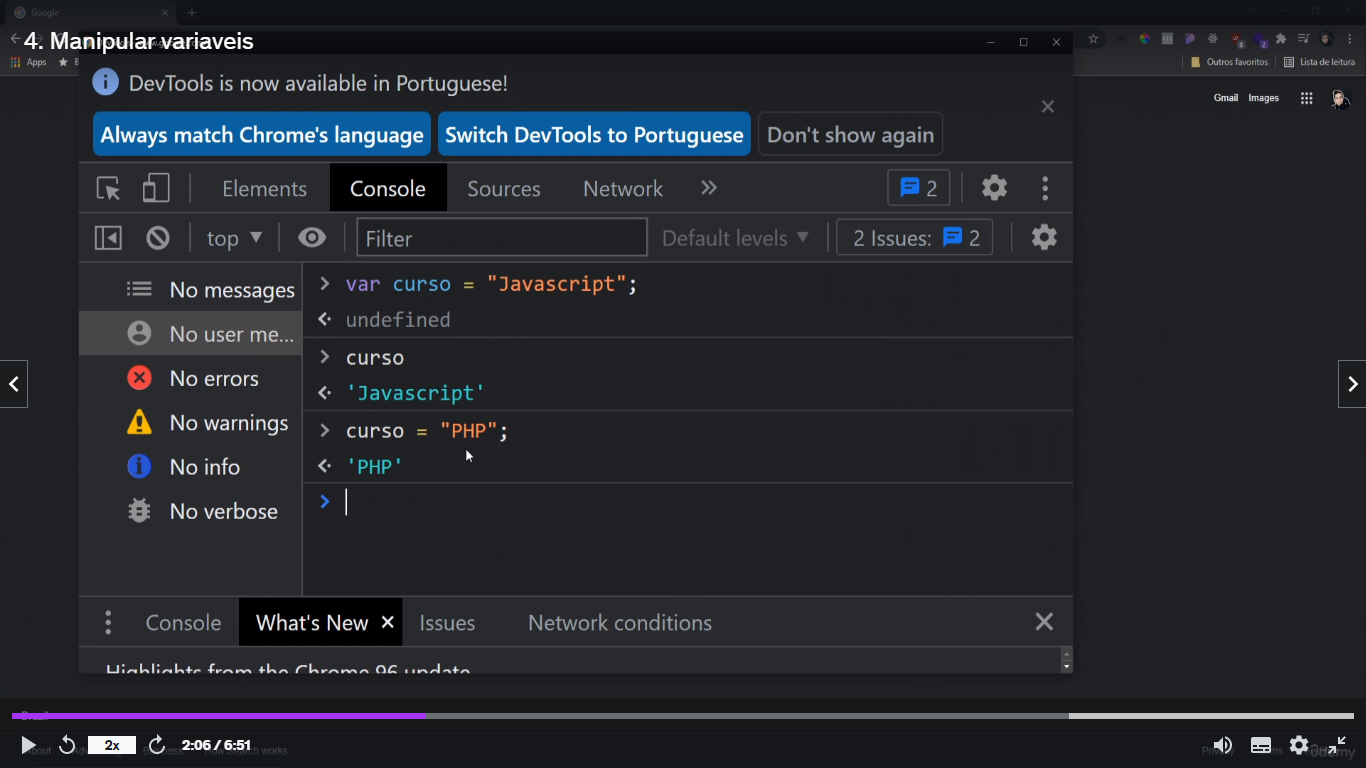 Google
4. Manipular variaveis
Apps
Outros favoritos
Lista de leitura
DevTools is now available in Portuguese!
Gmail Images
Always match Chrome's language Switch DevTools to Portuguese Don't show again
Elements Console Sources Network 2
top Filter Default levels 2 Issues: 2
No messages
No user me...
No errors
No warnings
No info
No verbose
> var curso = "Javascript";
undefined
> curso
'Javascript'
> curso = "PHP";
'PHP'
>
Console What's New Issues Network conditions
Highlights from the Chrome 96 update
Brazil
2x 2:06 / 6:51
udemy